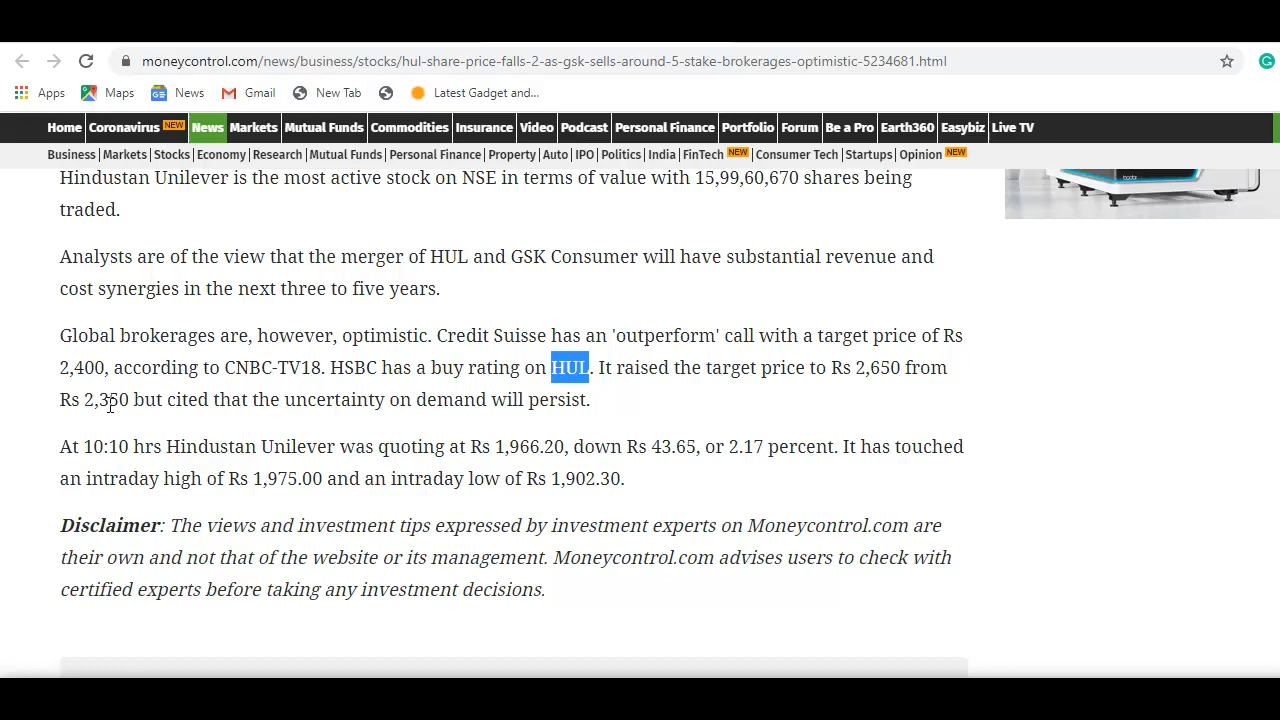 moneycontrol.com/news/business/stocks/hul-share-price-falls-2-as-gsk-sells-around-5-stake-brokerages-optimistic-5234681.html
Apps Maps News Gmail New Tab Latest Gadget and...
Home Coronavirus NEW News Markets Mutual Funds Commodities Insurance Video Podcast Personal Finance Portfolio Forum Be a Pro Earth360 Easybiz Live TV
Business | Markets | Stocks | Economy | Research | Mutual Funds | Personal Finance | Property | Auto | IPO | Politics | India | FinTech NEW | Consumer Tech | Startups | Opinion NEW
Hindustan Unilever is the most active stock on NSE in terms of value with 15,99,60,670 shares being
traded.
Analysts are of the view that the merger of HUL and GSK Consumer will have substantial revenue and
cost synergies in the next three to five years.
Global brokerages are, however, optimistic. Credit Suisse has an 'outperform' call with a target price of Rs
2,400, according to CNBC-TV18. HSBC has a buy rating on HUL. It raised the target price to Rs 2,650 from
Rs 2,350 but cited that the uncertainty on demand will persist.
At 10:10 hrs Hindustan Unilever was quoting at Rs 1,966.20, down Rs 43.65, or 2.17 percent. It has touched
an intraday high of Rs 1,975.00 and an intraday low of Rs 1,902.30.
Disclaimer: The views and investment tips expressed by investment experts on Moneycontrol.com are
their own and not that of the website or its management. Moneycontrol.com advises users to check with
certified experts before taking any investment decisions.